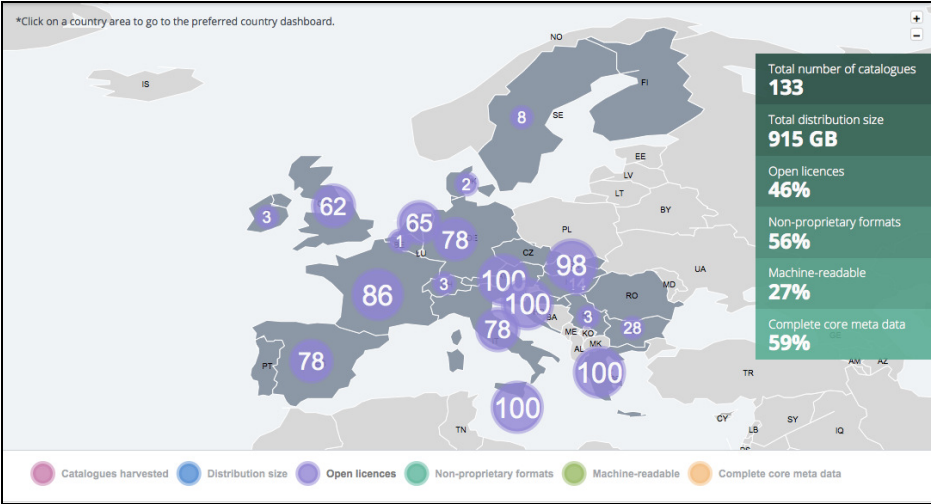 *Click on a country area to go to the preferred country dashboard.
+
−
NO
IS
FI
SE
8
EE
LV
LT
BY
2
3
62
65
1
78
LU
PL
CZ
98
UA
MD
86
3
100
100
RO
BA
3
28
78
ME
KO
AL
MK
PT
78
100
100
TR
AM
AZ
TN
CY
LB
SY
IQ
Total number of catalogues
133
Total distribution size
915 GB
Open licences
46%
Non-proprietary formats
56%
Machine-readable
27%
Complete core meta data
59%
Catalogues harvested
Distribution size
Open licences
Non-proprietary formats
Machine-readable
Complete core meta data